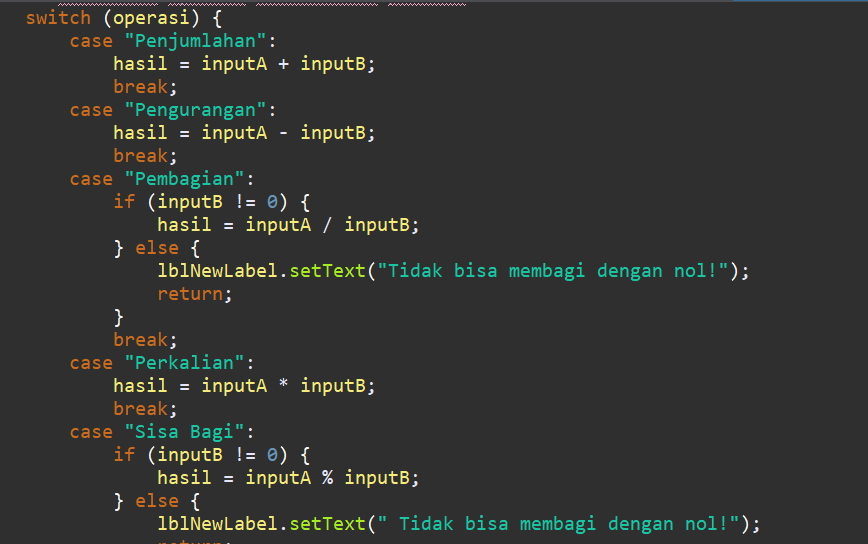 switch (operasi) {
    case "Penjumlahan":
        hasil = inputA + inputB;
        break;
    case "Pengurangan":
        hasil = inputA - inputB;
        break;
    case "Pembagian":
        if (inputB != 0) {
            hasil = inputA / inputB;
        } else {
            lblNewLabel.setText("Tidak bisa membagi dengan nol!");
            return;
        }
        break;
    case "Perkalian":
        hasil = inputA * inputB;
        break;
    case "Sisa Bagi":
        if (inputB != 0) {
            hasil = inputA % inputB;
        } else {
            lblNewLabel.setText(" Tidak bisa membagi dengan nol!");